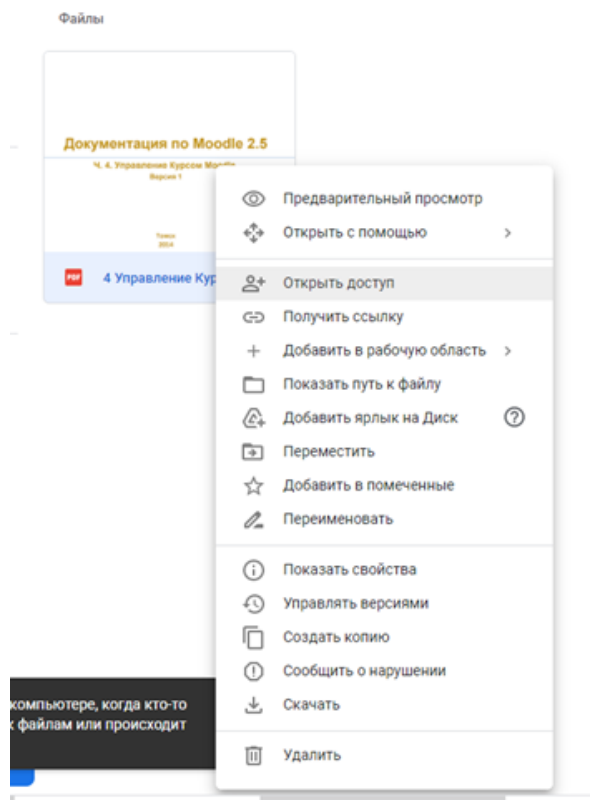 Файлы
Документация по Moodle 2.5
Ч. 4. Управление Курсом Moodle
Версия 1
Томск
2014
PDF
4 Управление Кур
Предварительный просмотр
Открыть с помощью
Открыть доступ
Получить ссылку
Добавить в рабочую область
Показать путь к файлу
Добавить ярлык на Диск
Переместить
Добавить в помеченные
Переименовать
Показать свойства
Управлять версиями
Создать копию
Сообщить о нарушении
Скачать
Удалить
компьютере, когда кто-то
к файлам или происходит